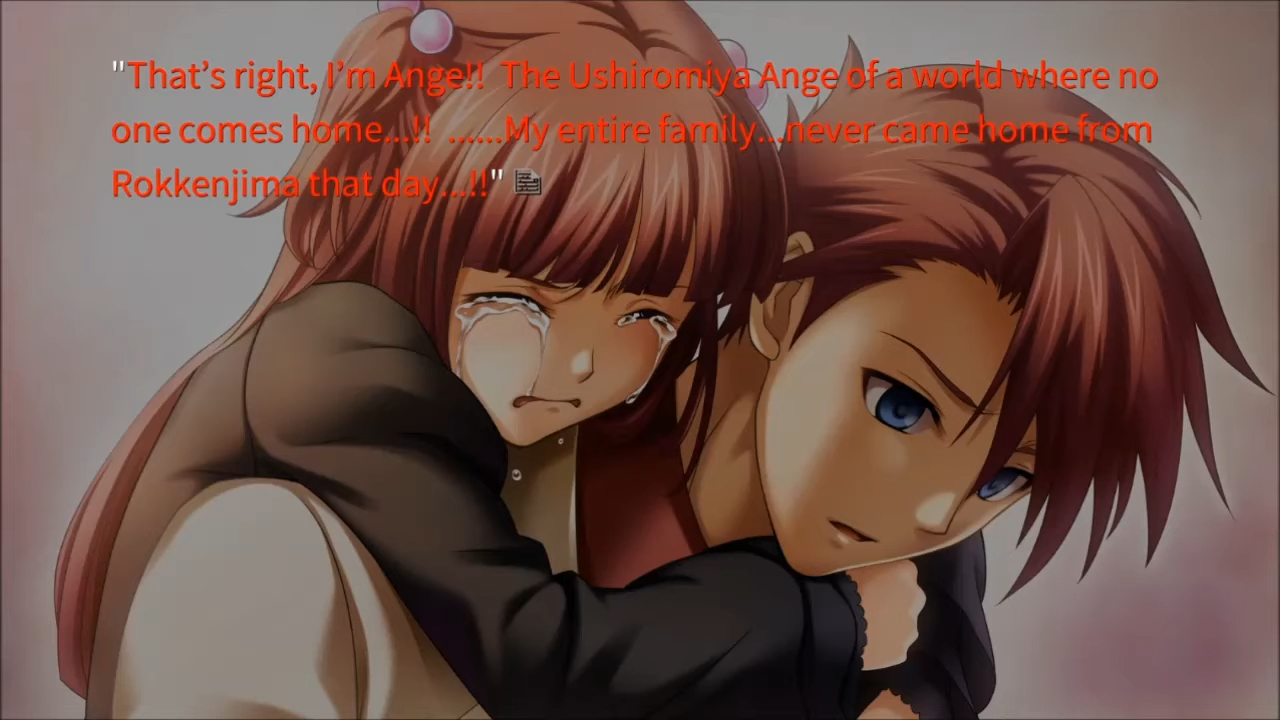 "That’s right, I’m Ange!!  The Ushiromiya Ange of a world where no
one comes home...!!  ......My entire family...never came home from
Rokkenjima that day...!!"